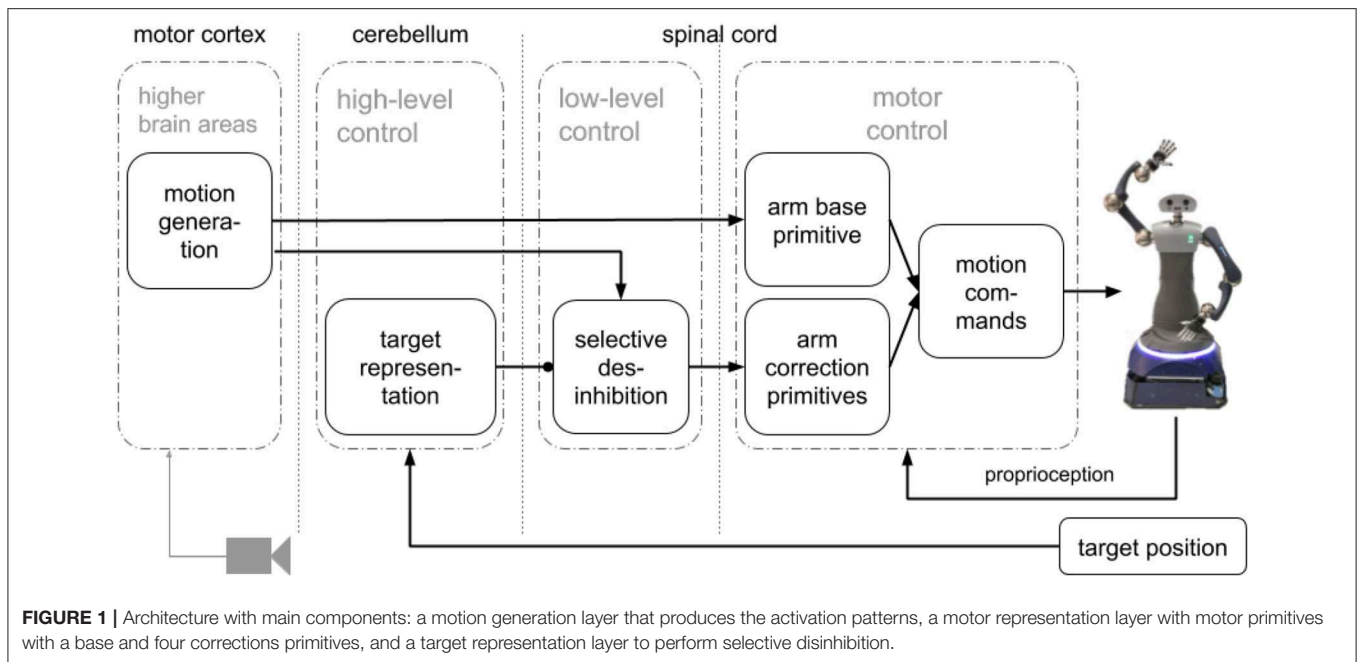 motor cortex
cerebellum
spinal cord
higher
brain areas
high-level
control
low-level
control
motor
control
motion
genera-
tion
arm base
primitive
motion
com-
mands
target
represen-
tation
selective
des-
inhibition
arm
correction
primitives
proprioception
target position
FIGURE 1 | Architecture with main components: a motion generation layer that produces the activation patterns, a motor representation layer with motor primitives
with a base and four corrections primitives, and a target representation layer to perform selective disinhibition.